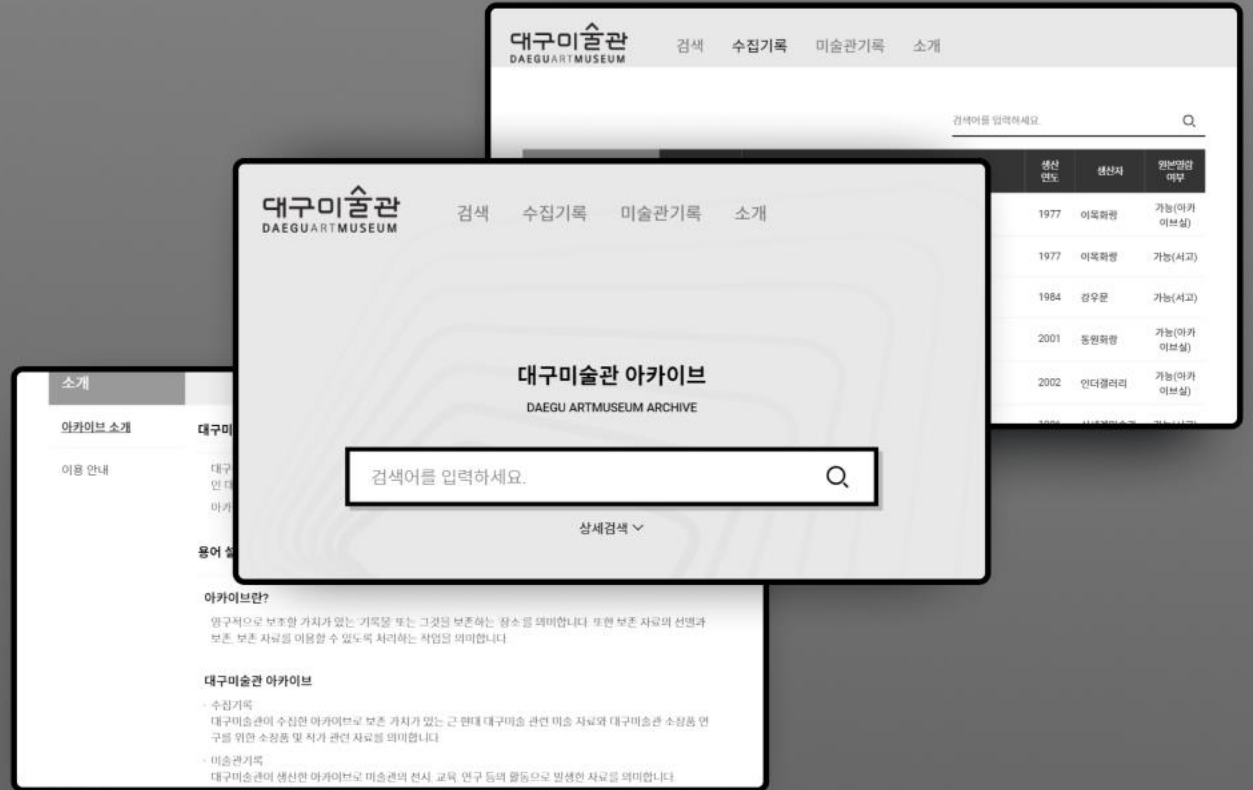 대구미술관
DAEGUARTMUSEUM
검색 수집기록 미술관기록 소개
검색어를 입력하세요.
생산
연도
생산자
원본열람
여부
1977 이목화랑 가능(아카
이브실)
1977 이목화랑 가능(서고)
1984 강우문 가능(서고)
2001 동원화랑 가능(아카
이브실)
2002 인더갤러리 가능(아카
이브실)
대구미술관
DAEGUARTMUSEUM
검색 수집기록 미술관기록 소개
대구미술관 아카이브
DAEGU ARTMUSEUM ARCHIVE
검색어를 입력하세요.
상세검색
소개
아카이브 소개
이용 안내
대구미
대구
인 대
아카
용어 설
아카이브란?
영구적으로 보조할 가치가 있는 '기록물' 또는 그것을 보존하는 '장소'를 의미합니다. 또한 보존 자료의 선별과
보존, 보존 자료를 이용할 수 있도록 처리하는 작업을 의미합니다.
대구미술관 아카이브
· 수집기록
대구미술관이 수집한 아카이브로 보존 가치가 있는 근·현대 대구미술 관련 미술 자료와 대구미술관 소장품 연
구를 위한 소장품 및 작가 관련 자료를 의미합니다.
· 미술관기록
대구미술관이 생산한 아카이브로 미술관의 전시, 교육, 연구 등의 활동으로 발생한 자료를 의미합니다.